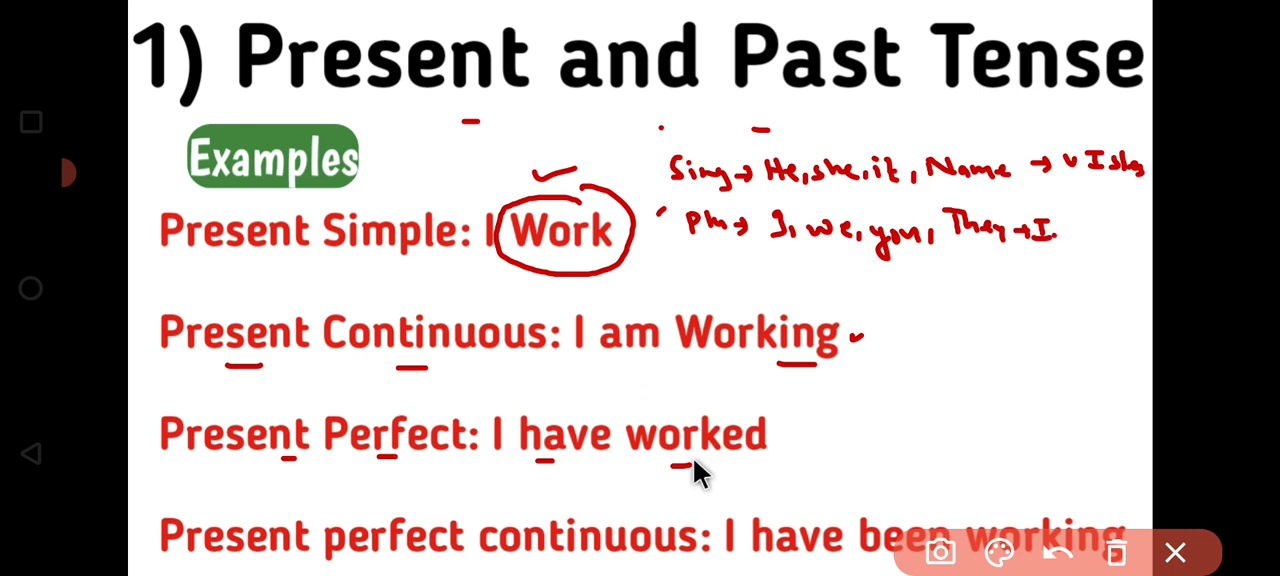 1) Present and Past Tense
Examples
Sing → He, she, it, Name →
Present Simple: I Work
I, we, you, They → I.
Present Continuous: I am Working
Present Perfect: I have worked
Present perfect continuous: I have been working